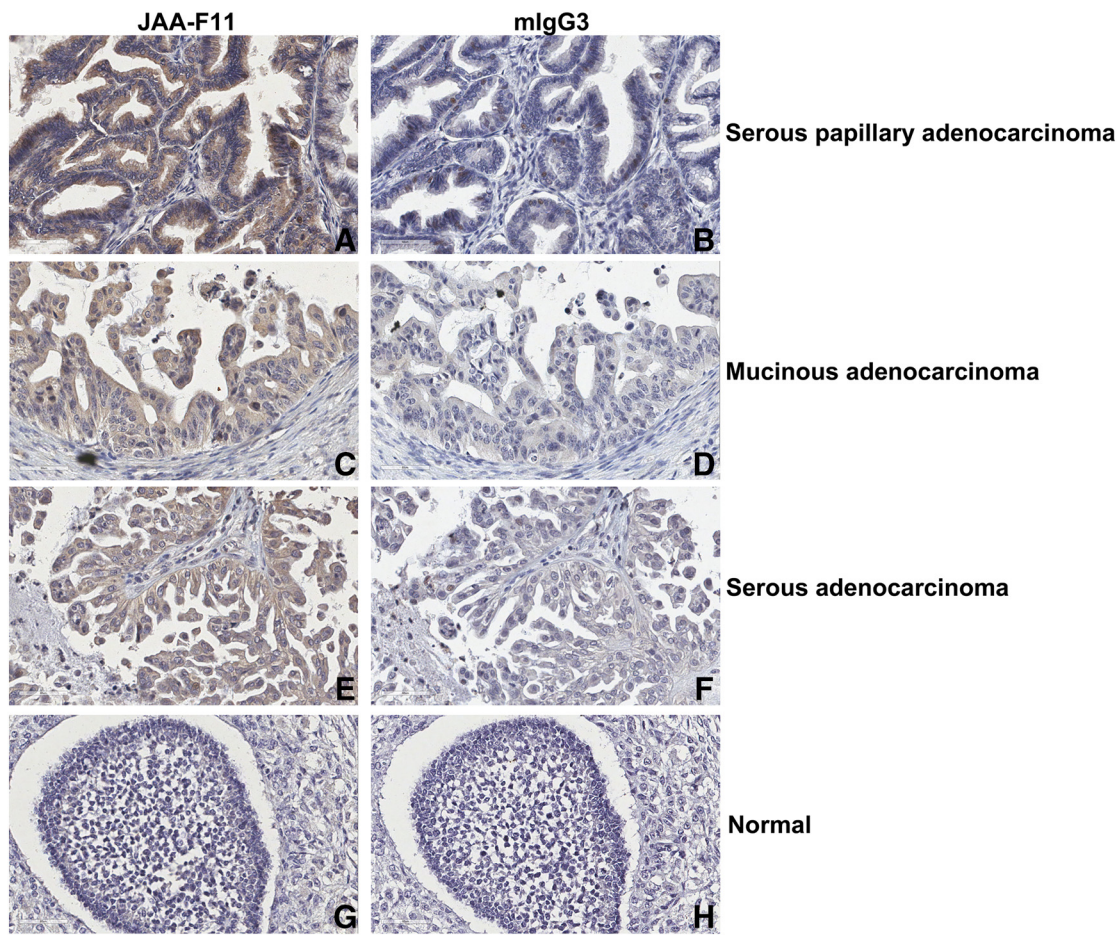 JAA-F11 mIgG3
A B Serous papillary adenocarcinoma
C D Mucinous adenocarcinoma
E F Serous adenocarcinoma
G H Normal